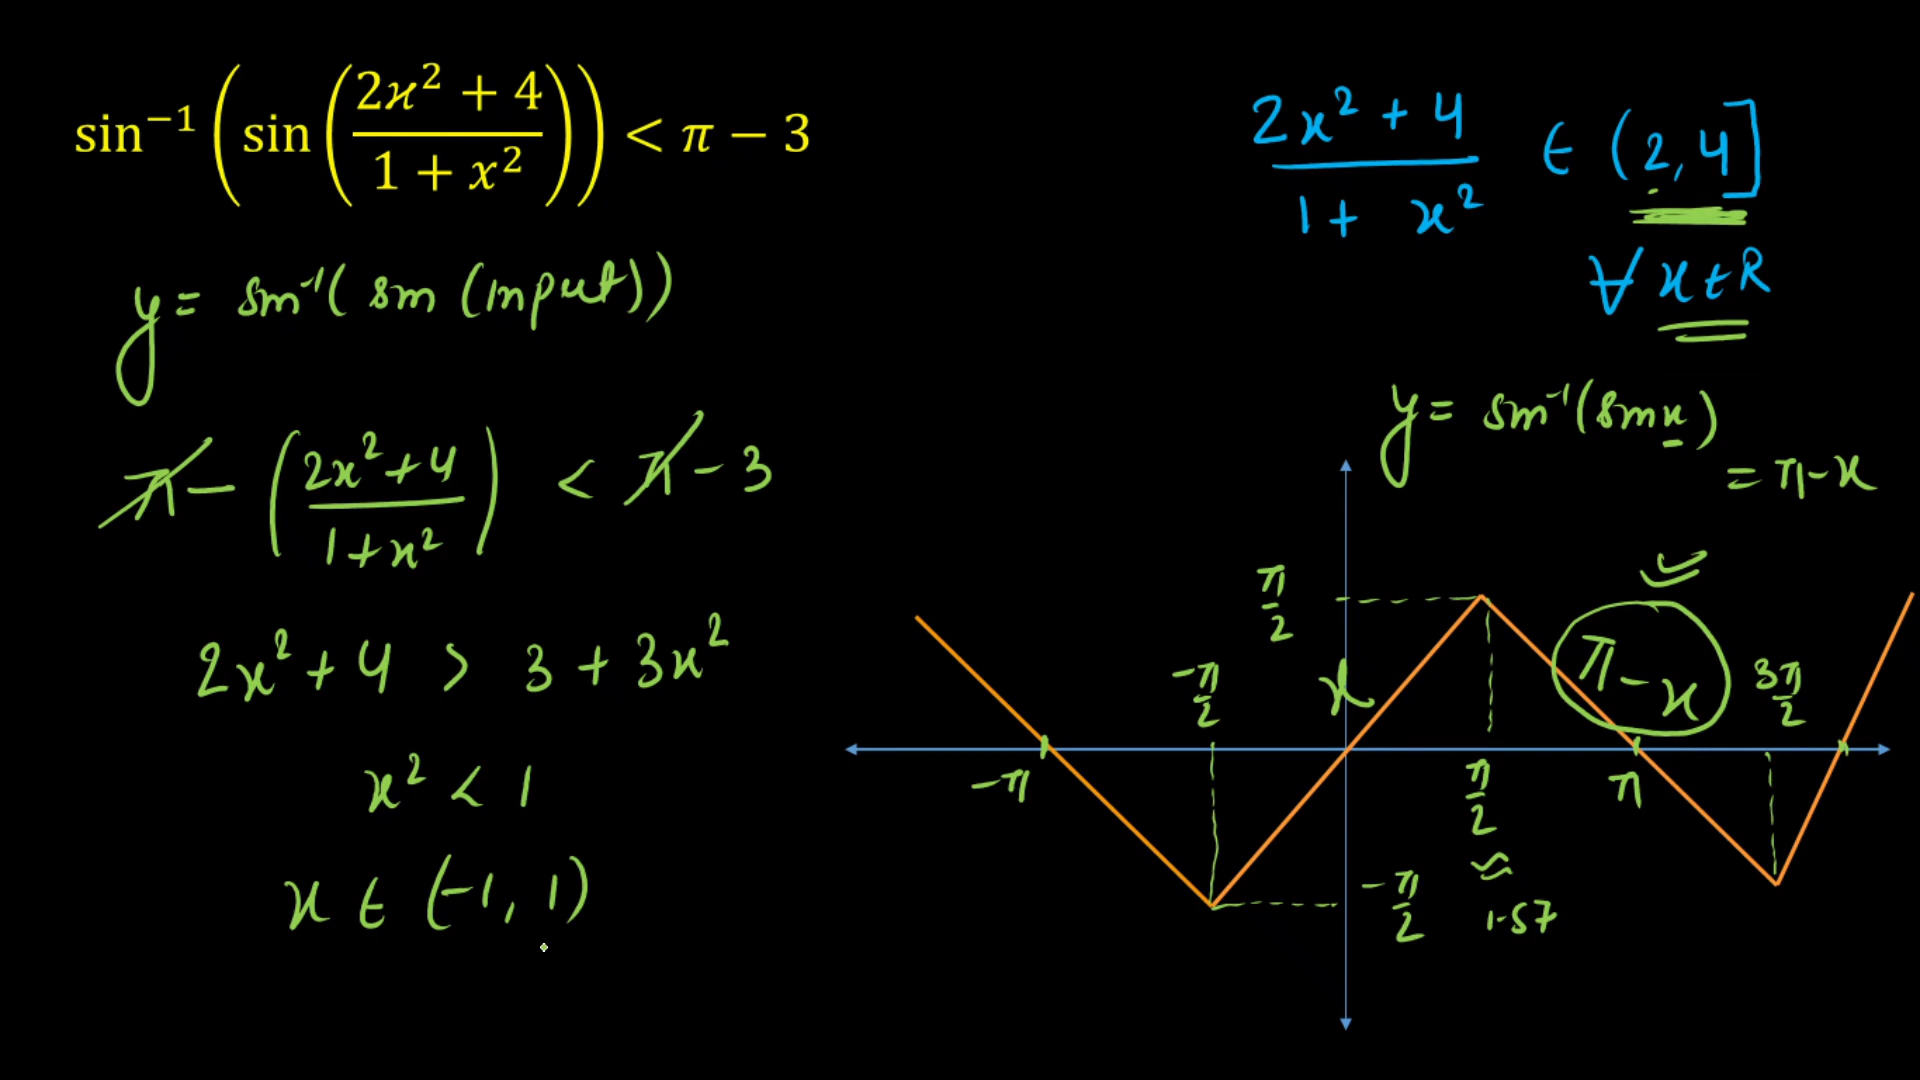 sin⁻¹(sin((2x² + 4)/(1 + x²))) < π − 3
(2x² + 4)/(1 + x²) ∈ (2, 4]
∀ x ∈ R
y = sin⁻¹(sin(input))
y = sin⁻¹(sin x)
= π − x
π − ((2x² + 4)/(1 + x²)) < π − 3
2x² + 4 > 3 + 3x²
x² < 1
x ∈ (−1, 1)
π/2
−π/2
x
π − x
3π/2
−π
π/2
π
≈
1.57
−π/2